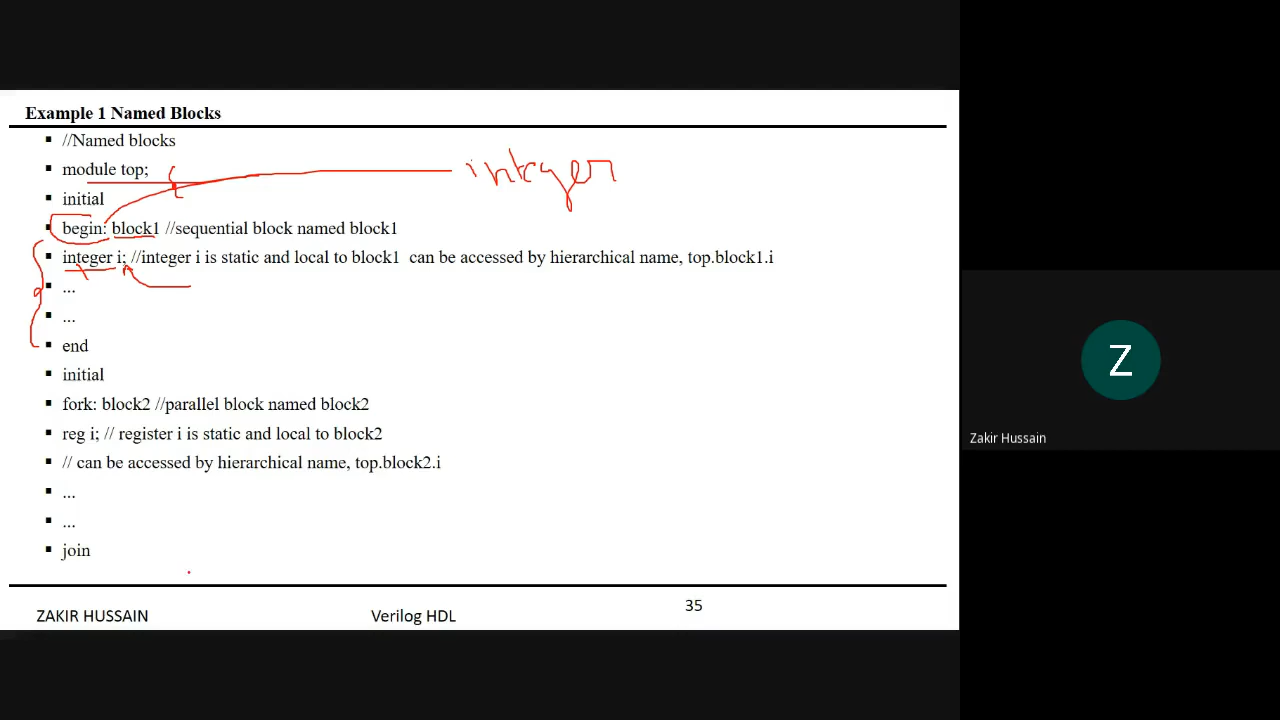 Example 1 Named Blocks
▪ //Named blocks
▪ module top;
integer
▪ initial
▪ begin: block1 //sequential block named block1
▪ integer i; //integer i is static and local to block1 can be accessed by hierarchical name, top.block1.i
▪ ...
▪ ...
▪ end
▪ initial
▪ fork: block2 //parallel block named block2
▪ reg i; // register i is static and local to block2
▪ // can be accessed by hierarchical name, top.block2.i
▪ ...
▪ ...
▪ join
ZAKIR HUSSAIN Verilog HDL 35
Z
Zakir Hussain